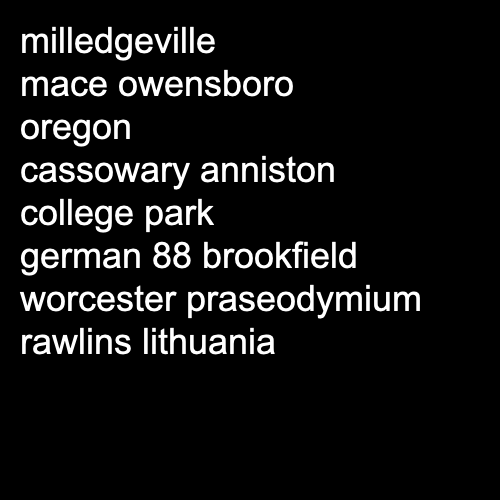 milledgeville
mace owensboro
oregon
cassowary anniston
college park
german 88 brookfield
worcester praseodymium
rawlins lithuania